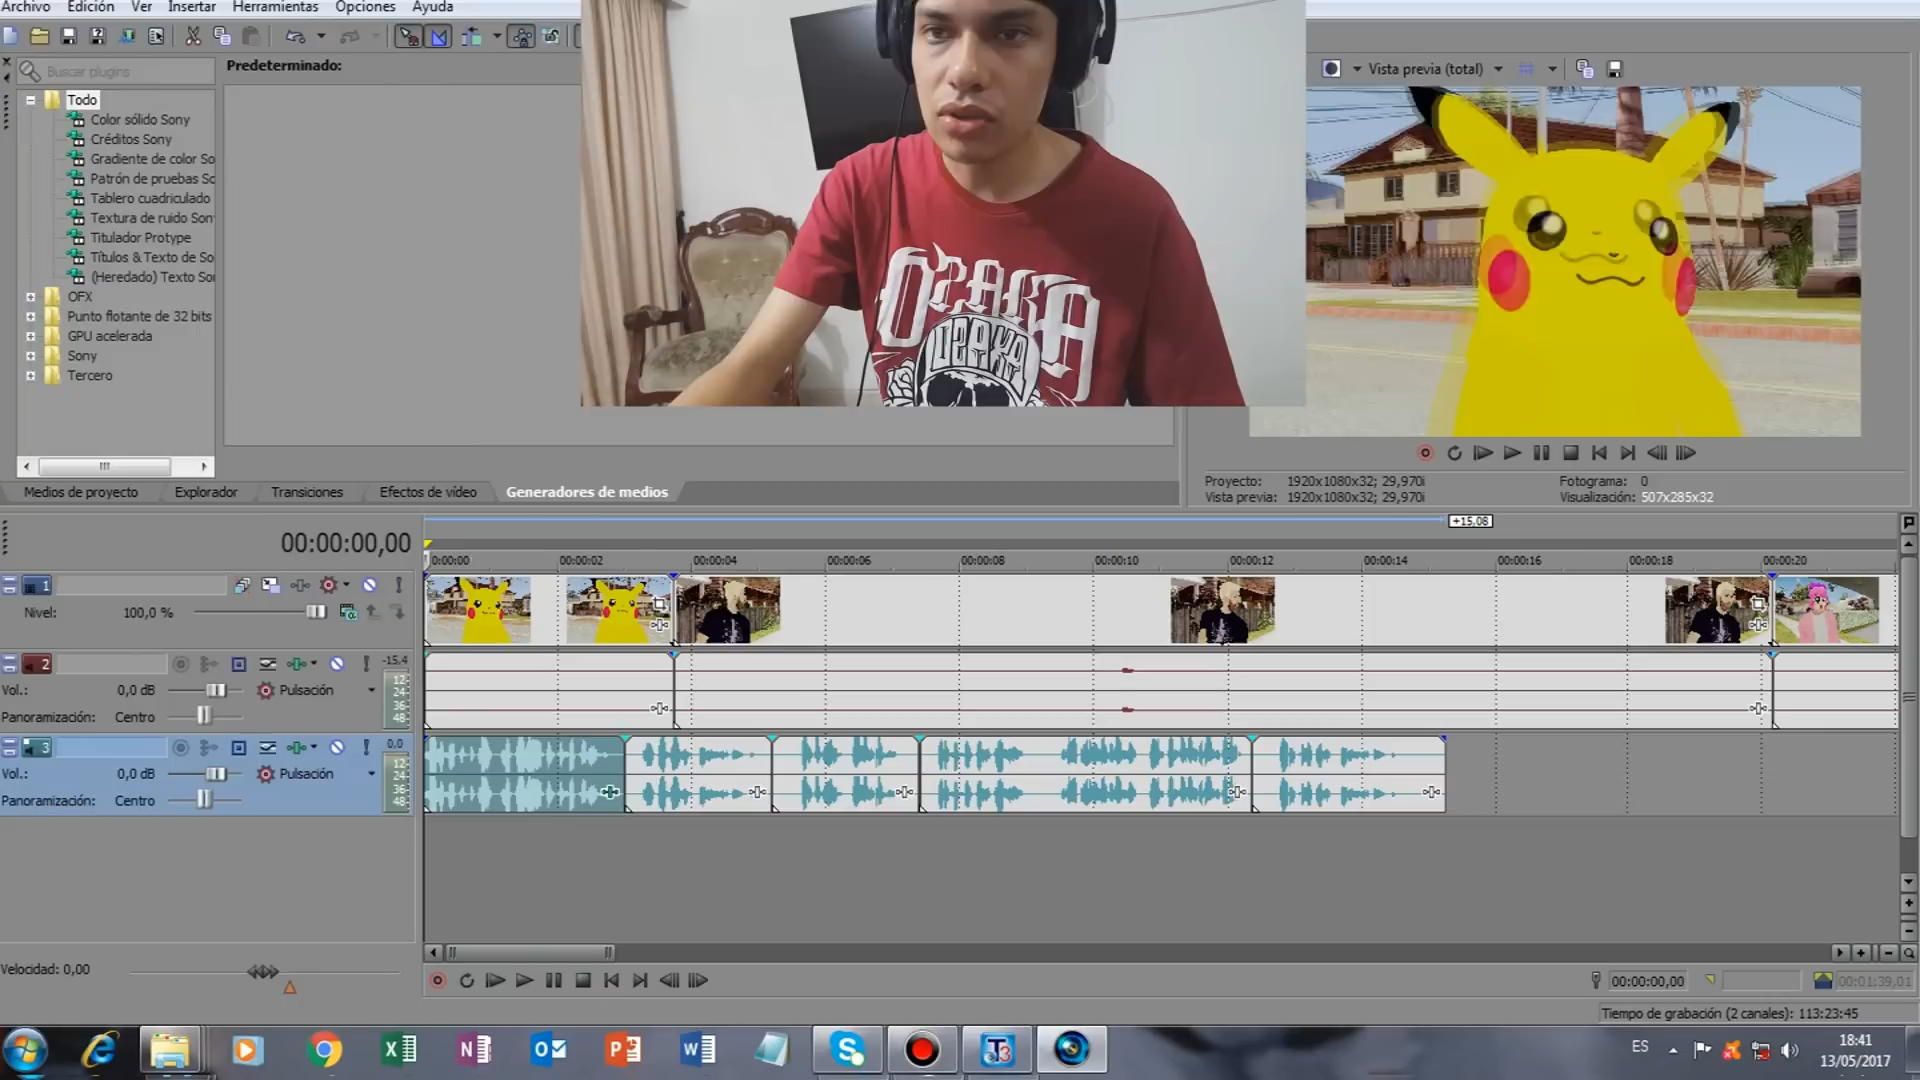 Archivo Edición Ver Insertar Herramientas Opciones Ayuda
Buscar plugins
Predeterminado:
Vista previa (total)
Todo
Color sólido Sony
Créditos Sony
Gradiente de color So
Patrón de pruebas So
Tablero cuadriculado
Textura de ruido Son
Titulador Protype
Títulos & Texto de So
(Heredado) Texto Son
OFX
Punto flotante de 32 bits
GPU acelerada
Sony
Tercero
OZAKA
OZAKA
Medios de proyecto Explorador Transiciones Efectos de vídeo Generadores de medios
Proyecto: 1920x1080x32; 29,970i
Vista previa: 1920x1080x32; 29,970i
Fotograma: 0
Visualización: 507x285x32
+15.08
00:00:00,00
0:00:00 00:00:02 00:00:04 00:00:06 00:00:08 00:00:10 00:00:12 00:00:14 00:00:16 00:00:18 00:00:20
1
Nivel: 100,0 %
2
-15.4
Vol.: 0,0 dB Pulsación
Panoramización: Centro
12
24
36
48
3
0,0
Vol.: 0,0 dB Pulsación
Panoramización: Centro
12
24
36
48
Velocidad: 0,00
00:00:00,00
00:01:39,01
Tiempo de grabación (2 canales): 113:23:45
ES
18:41
13/05/2017